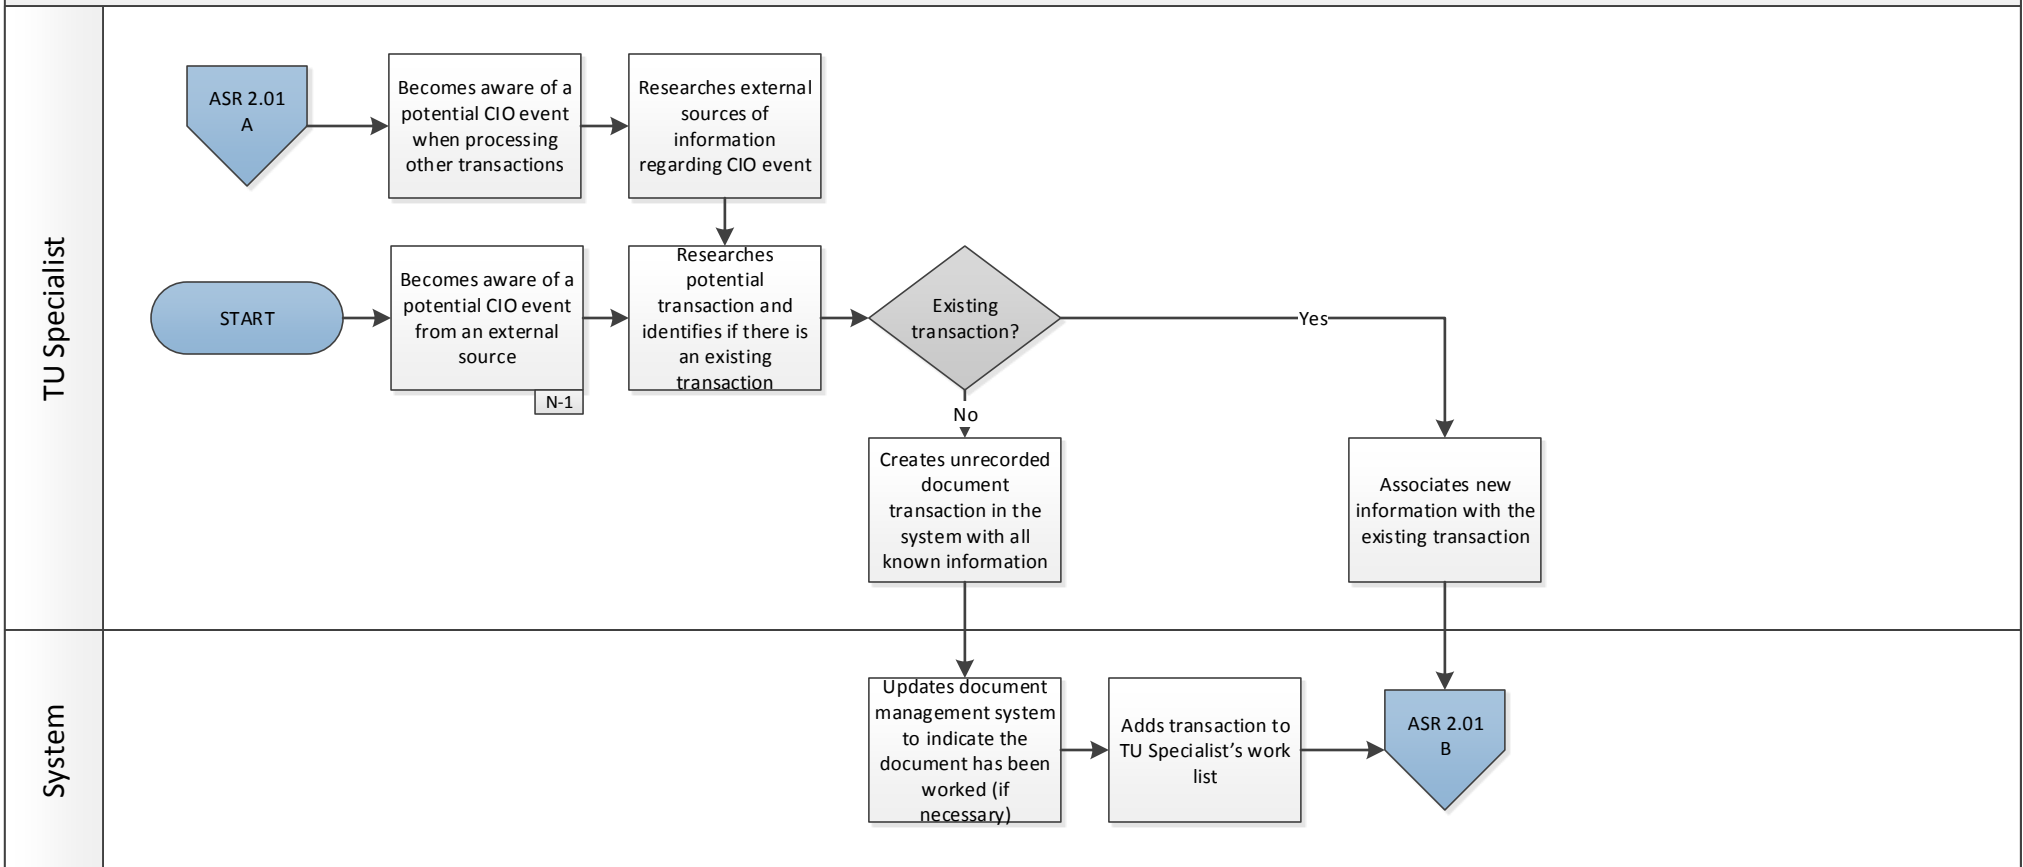 TU Specialist
ASR 2.01
A
Becomes aware of a
potential CIO event
when processing
other transactions
Researches external
sources of
information
regarding CIO event
START
Becomes aware of a
potential CIO event
from an external
source
N-1
Researches
potential
transaction and
identifies if there is
an existing
transaction
Existing
transaction?
Yes
No
Creates unrecorded
document
transaction in the
system with all
known information
Associates new
information with the
existing transaction
System
Updates document
management system
to indicate the
document has been
worked (if
necessary)
Adds transaction to
TU Specialist’s work
list
ASR 2.01
B